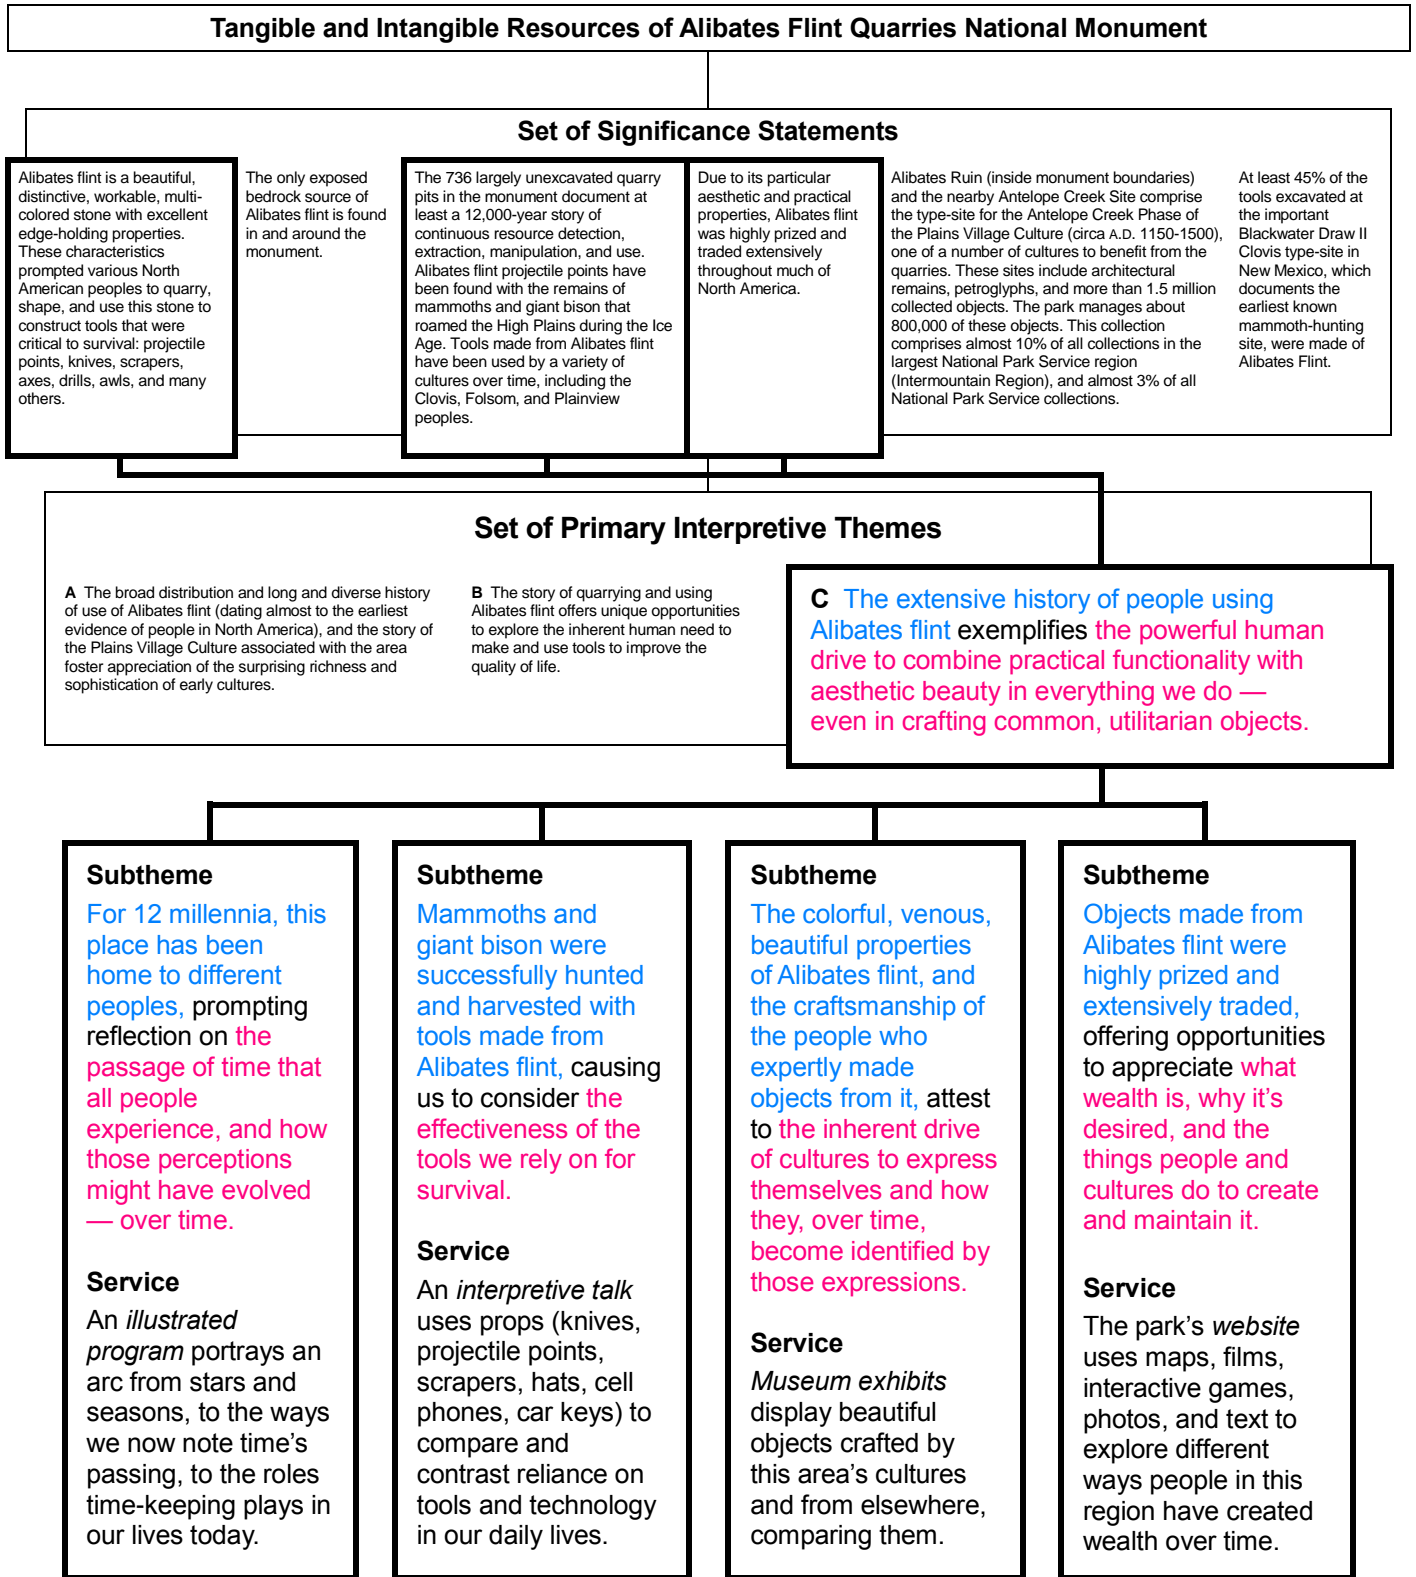 Tangible and Intangible Resources of Alibates Flint Quarries National Monument
Set of Significance Statements
Alibates flint is a beautiful,
distinctive, workable, multi-
colored stone with excellent
edge-holding properties.
These characteristics
prompted various North
American peoples to quarry,
shape, and use this stone to
construct tools that were
critical to survival: projectile
points, knives, scrapers,
axes, drills, awls, and many
others.
The only exposed
bedrock source of
Alibates flint is found
in and around the
monument.
The 736 largely unexcavated quarry
pits in the monument document at
least a 12,000-year story of
continuous resource detection,
extraction, manipulation, and use.
Alibates flint projectile points have
been found with the remains of
mammoths and giant bison that
roamed the High Plains during the Ice
Age. Tools made from Alibates flint
have been used by a variety of
cultures over time, including the
Clovis, Folsom, and Plainview
peoples.
Due to its particular
aesthetic and practical
properties, Alibates flint
was highly prized and
traded extensively
throughout much of
North America.
Alibates Ruin (inside monument boundaries)
and the nearby Antelope Creek Site comprise
the type-site for the Antelope Creek Phase of
the Plains Village Culture (circa A.D. 1150-1500),
one of a number of cultures to benefit from the
quarries. These sites include architectural
remains, petroglyphs, and more than 1.5 million
collected objects. The park manages about
800,000 of these objects. This collection
comprises almost 10% of all collections in the
largest National Park Service region
(Intermountain Region), and almost 3% of all
National Park Service collections.
At least 45% of the
tools excavated at
the important
Blackwater Draw II
Clovis type-site in
New Mexico, which
documents the
earliest known
mammoth-hunting
site, were made of
Alibates Flint.
Set of Primary Interpretive Themes
A The broad distribution and long and diverse history
of use of Alibates flint (dating almost to the earliest
evidence of people in North America), and the story of
the Plains Village Culture associated with the area
foster appreciation of the surprising richness and
sophistication of early cultures.
B The story of quarrying and using
Alibates flint offers unique opportunities
to explore the inherent human need to
make and use tools to improve the
quality of life.
C The extensive history of people using
Alibates flint exemplifies the powerful human
drive to combine practical functionality with
aesthetic beauty in everything we do —
even in crafting common, utilitarian objects.
Subtheme
For 12 millennia, this
place has been
home to different
peoples, prompting
reflection on the
passage of time that
all people
experience, and how
those perceptions
might have evolved
— over time.
Service
An illustrated
program portrays an
arc from stars and
seasons, to the ways
we now note time's
passing, to the roles
time-keeping plays in
our lives today.
Subtheme
Mammoths and
giant bison were
successfully hunted
and harvested with
tools made from
Alibates flint, causing
us to consider the
effectiveness of the
tools we rely on for
survival.
Service
An interpretive talk
uses props (knives,
projectile points,
scrapers, hats, cell
phones, car keys) to
compare and
contrast reliance on
tools and technology
in our daily lives.
Subtheme
The colorful, venous,
beautiful properties
of Alibates flint, and
the craftsmanship of
the people who
expertly made
objects from it, attest
to the inherent drive
of cultures to express
themselves and how
they, over time,
become identified by
those expressions.
Service
Museum exhibits
display beautiful
objects crafted by
this area's cultures
and from elsewhere,
comparing them.
Subtheme
Objects made from
Alibates flint were
highly prized and
extensively traded,
offering opportunities
to appreciate what
wealth is, why it's
desired, and the
things people and
cultures do to create
and maintain it.
Service
The park's website
uses maps, films,
interactive games,
photos, and text to
explore different
ways people in this
region have created
wealth over time.